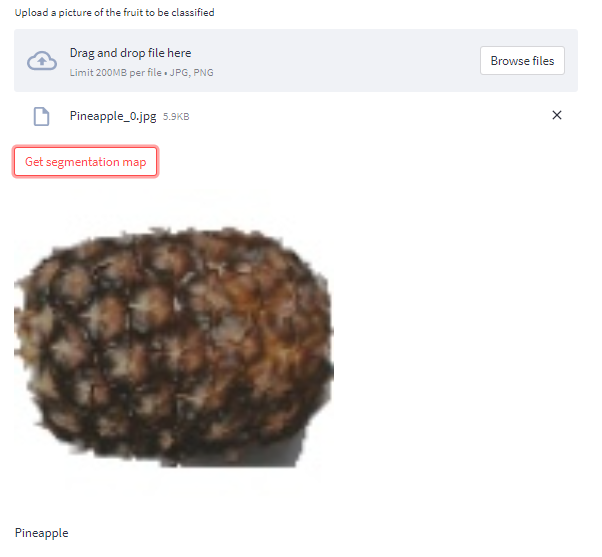 Upload a picture of the fruit to be classified
Drag and drop file here
Limit 200MB per file • JPG, PNG
Browse files
Pineapple_0.jpg 5.9KB
Get segmentation map
Pineapple